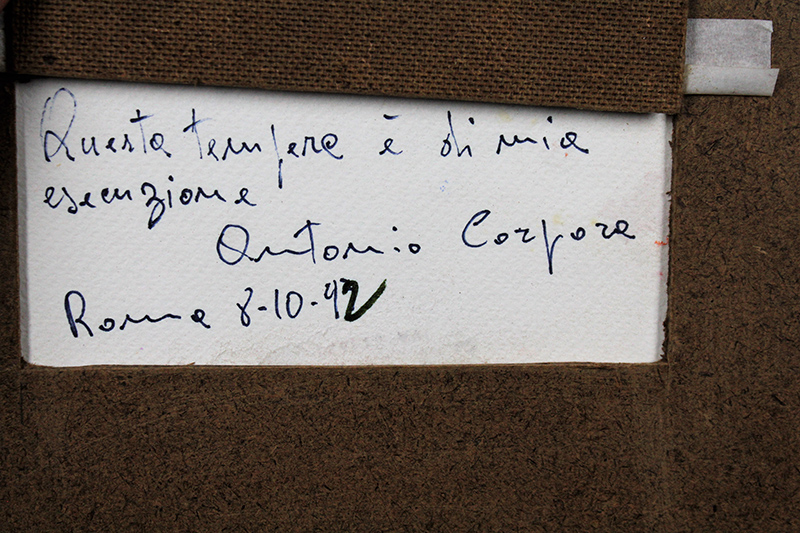 Questa tempera è di mia
esecuzione
Antonio Corpora
Roma 8-10-92